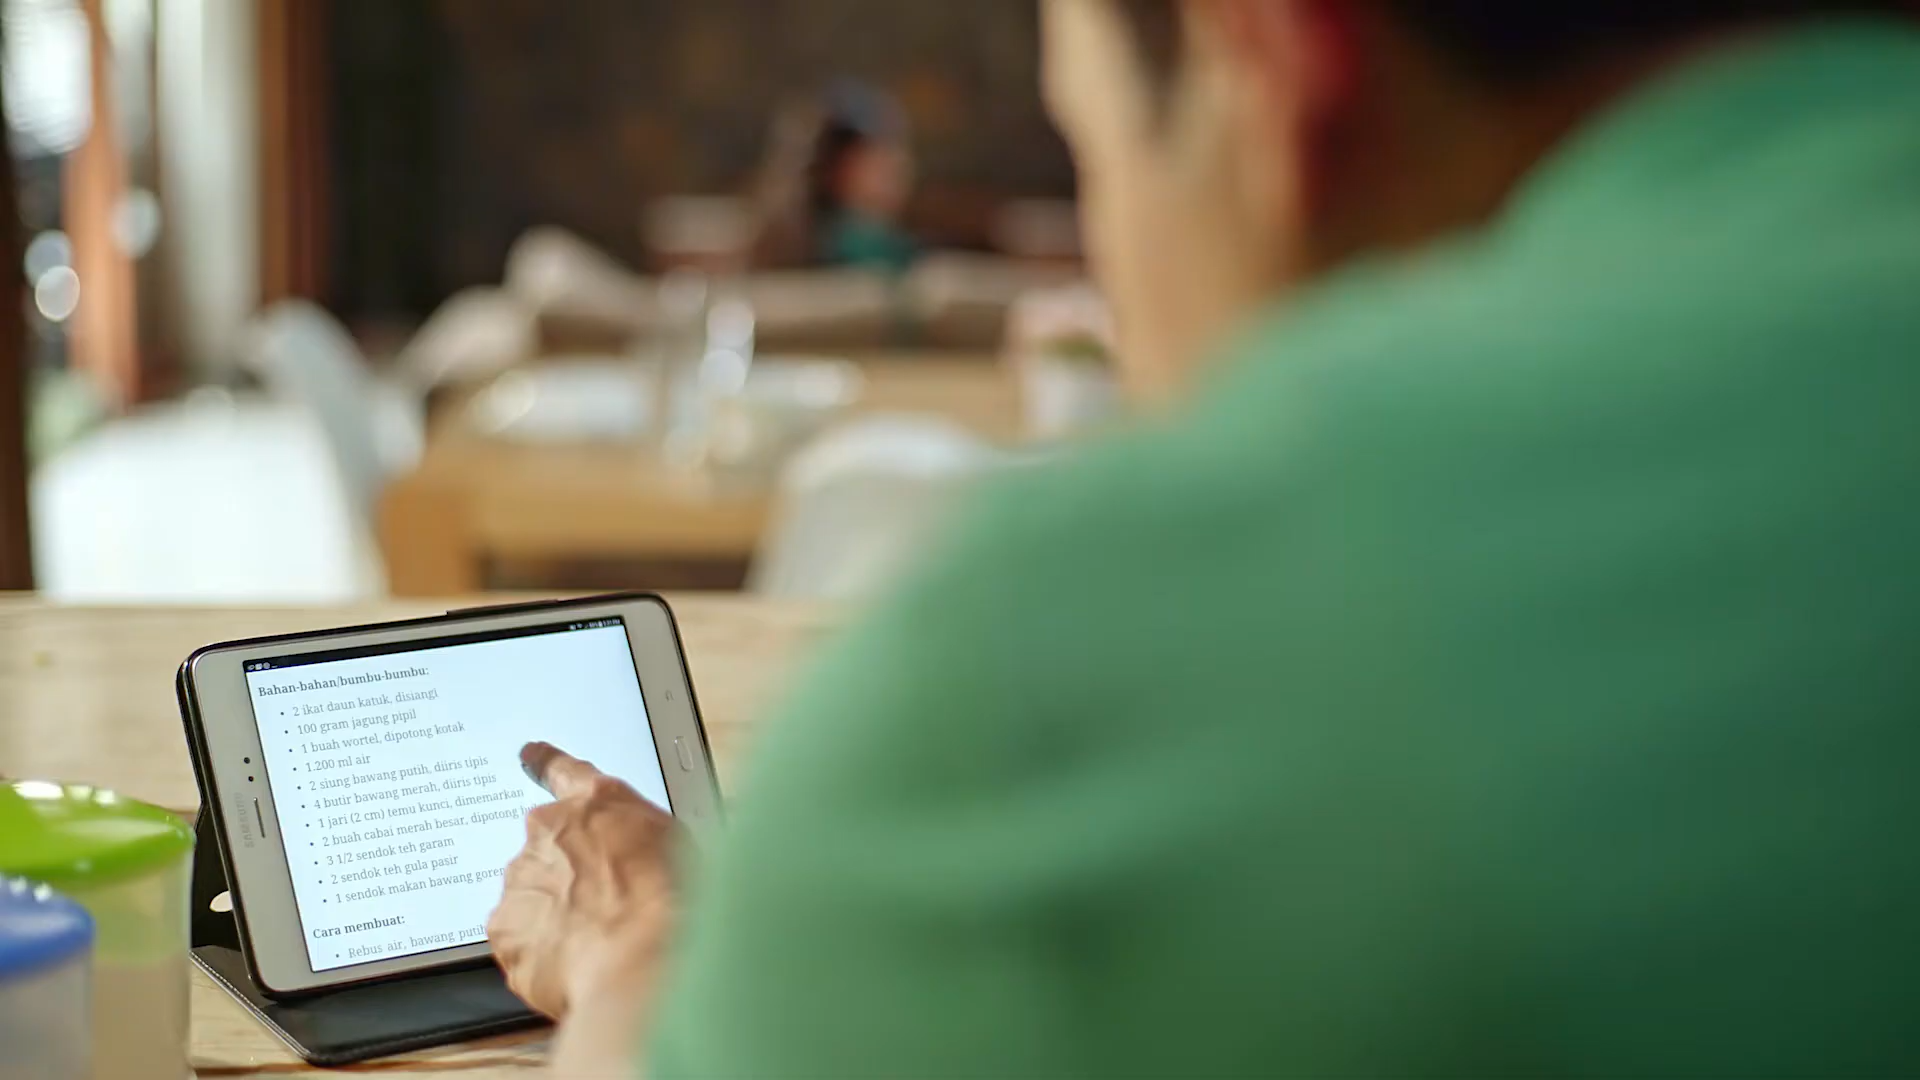 Bahan-bahan/bumbu-bumbu:
• 2 ikat daun katuk, disiangi
• 100 gram jagung pipil
• 1 buah wortel, dipotong kotak
• 1.200 ml air
• 2 siung bawang putih, diiris tipis
• 4 butir bawang merah, diiris tipis
• 1 jari (2 cm) temu kunci, dimemarkan
• 2 buah cabai merah besar, dipotong
• 3 1/2 sendok teh garam
• 2 sendok teh gula pasir
• 1 sendok makan bawang
Cara membuat:
• Rebus air, bawang putih
SAMSUNG